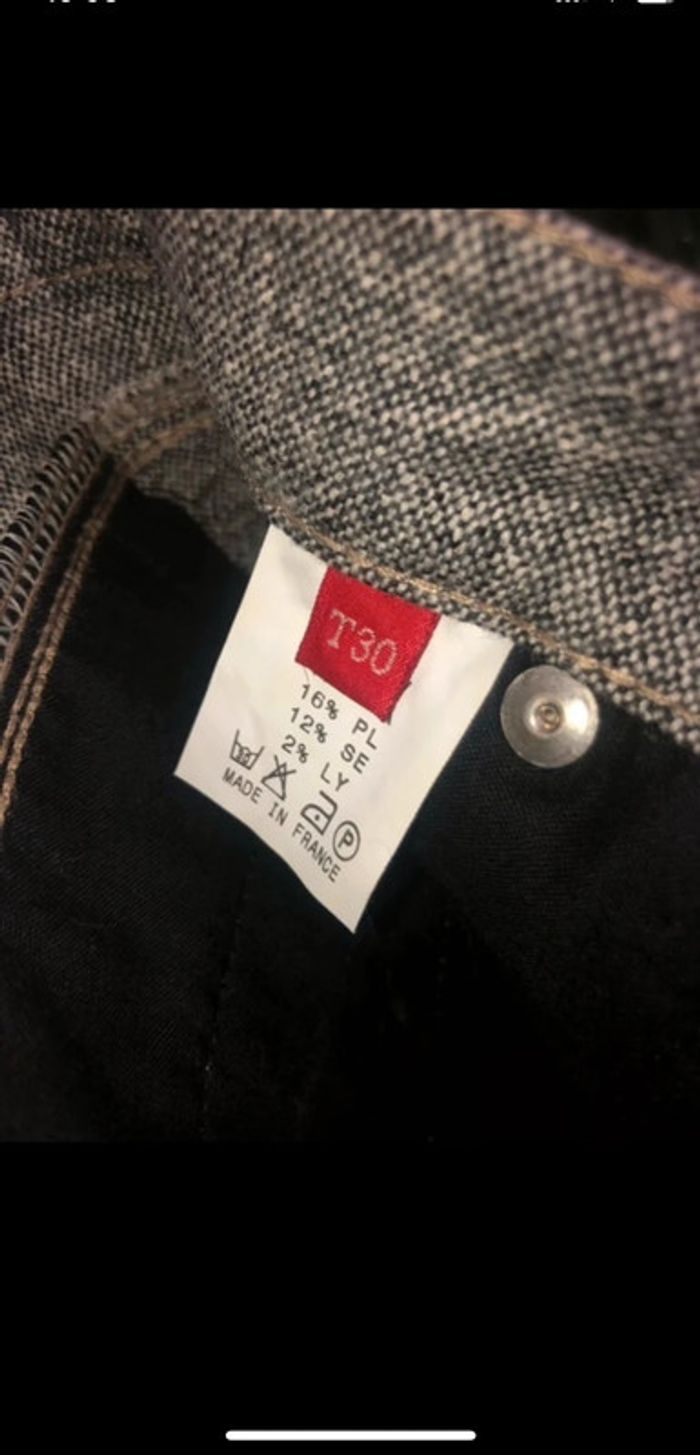 T30
16% PL
12% SE
2% LY
MADE IN FRANCE
P